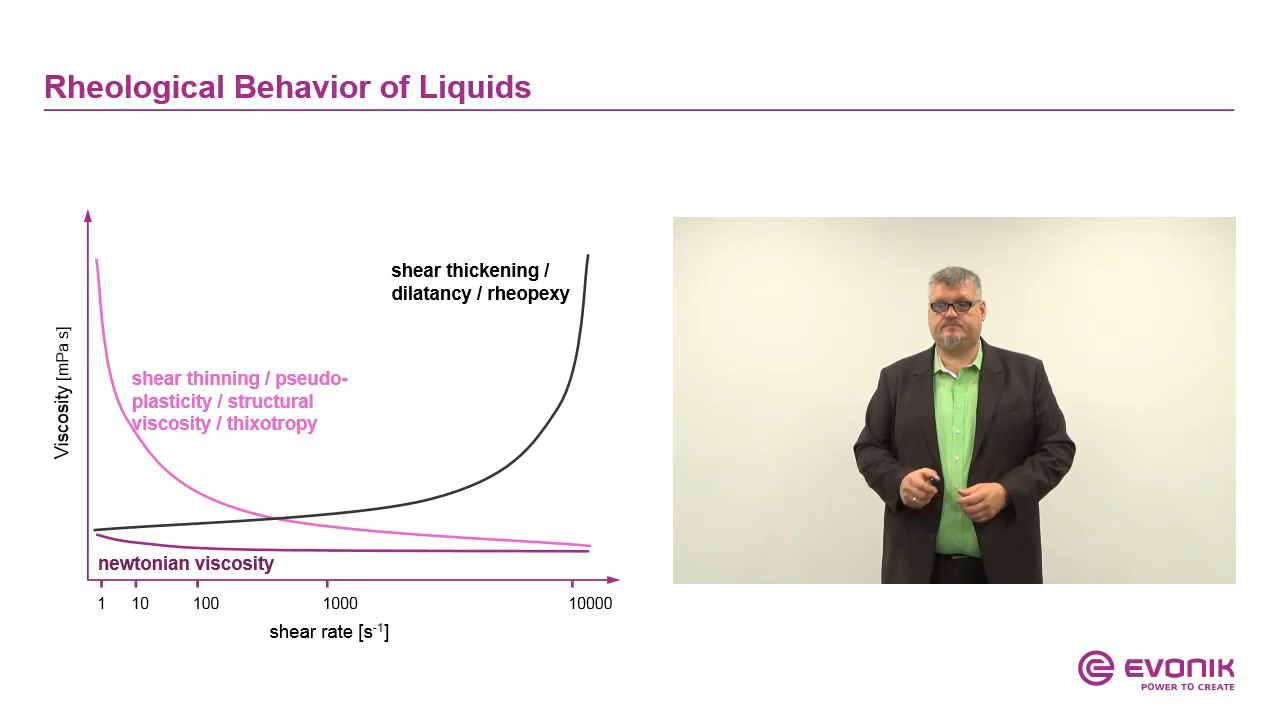 Rheological Behavior of Liquids
shear thickening /
dilatancy / rheopexy
shear thinning / pseudo-
plasticity / structural
viscosity / thixotropy
Viscosity [mPa s]
newtonian viscosity
1 10 100 1000 10000
shear rate [s⁻¹]
EVONIK
POWER TO CREATE